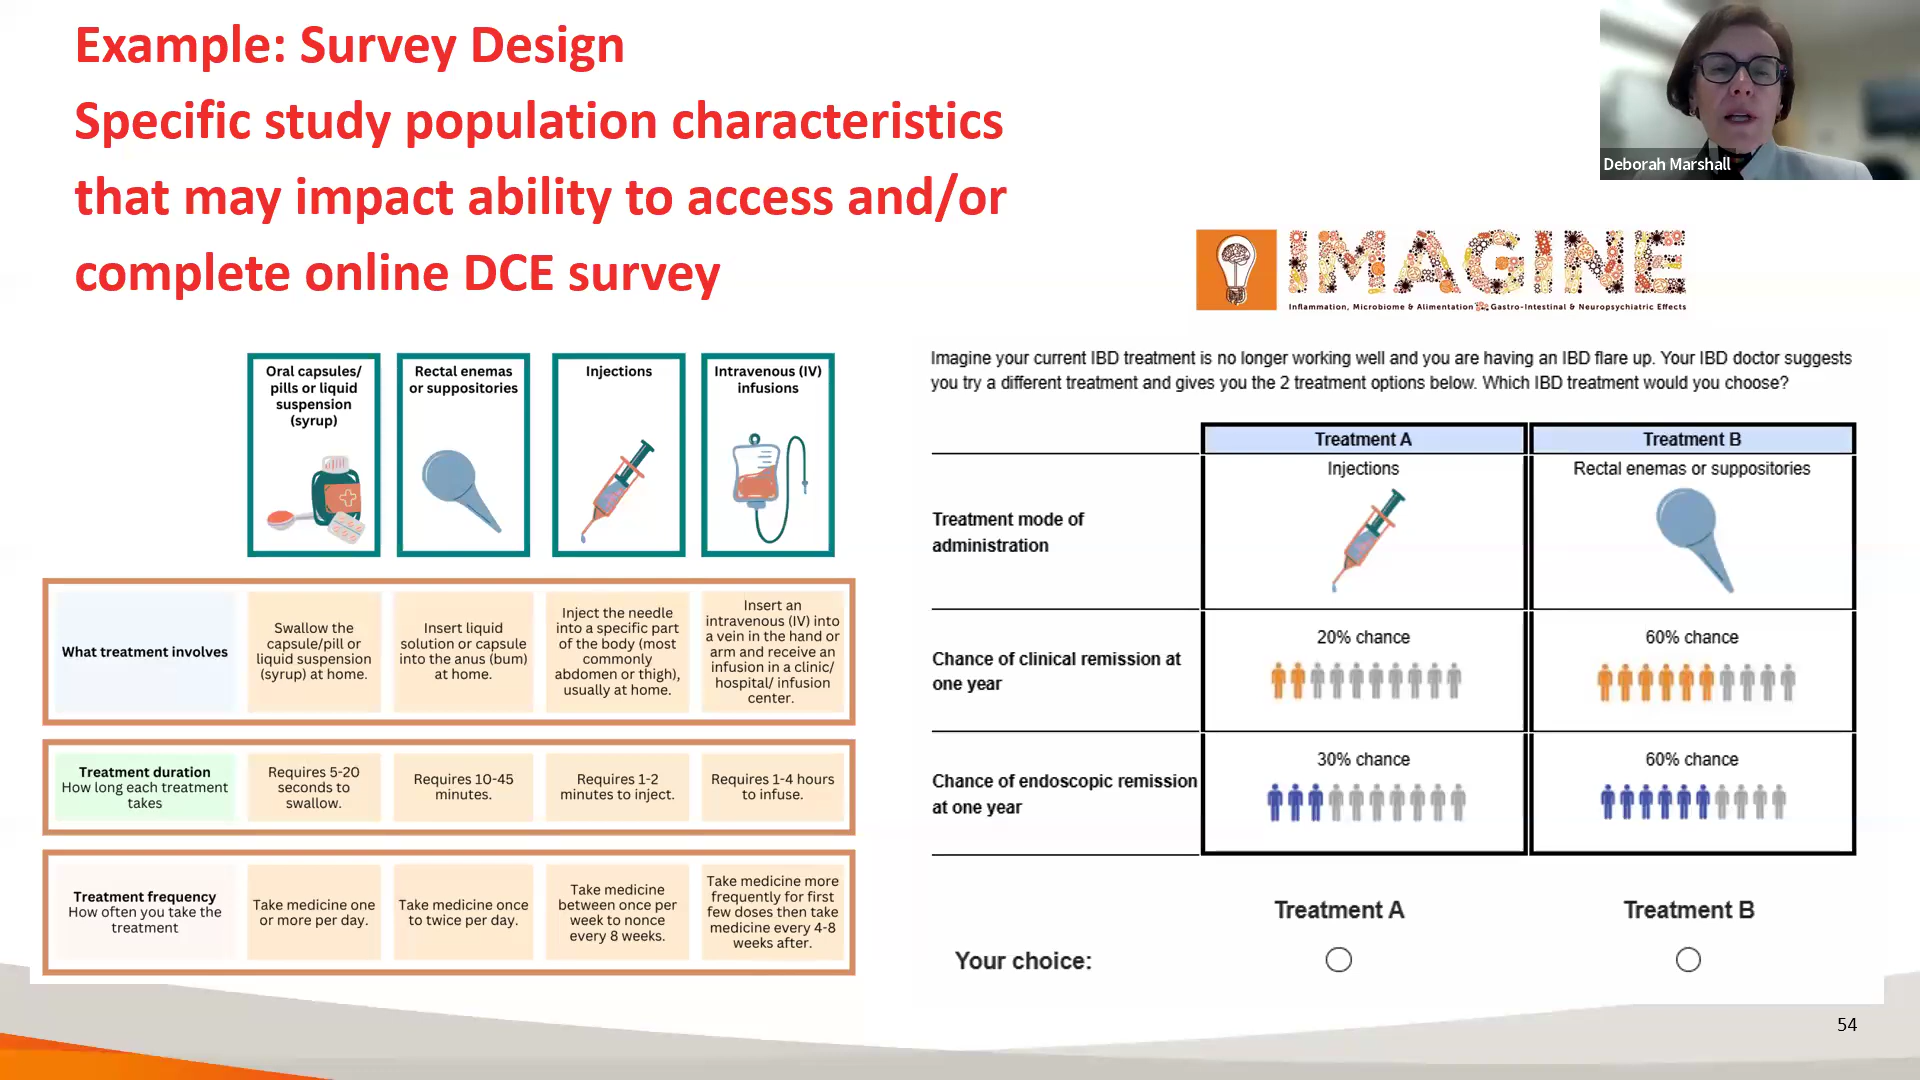 Example: Survey Design
Specific study population characteristics
that may impact ability to access and/or
complete online DCE survey
Deborah Marshall
IMAGINE
Inflammation, Microbiome & Alimentation Gastro-Intestinal & Neuropsychiatric Effects
Oral capsules/
pills or liquid
suspension
(syrup)
Rectal enemas
or suppositories
Injections
Intravenous (IV)
infusions
What treatment involves
Swallow the
capsule/pill or
liquid suspension
(syrup) at home.
Insert liquid
solution or capsule
into the anus (bum)
at home.
Inject the needle
into a specific part
of the body (most
commonly
abdomen or thigh),
usually at home.
Insert an
intravenous (IV) into
a vein in the hand or
arm and receive an
infusion in a clinic/
hospital/ infusion
center.
Treatment duration
How long each treatment
takes
Requires 5-20
seconds to
swallow.
Requires 10-45
minutes.
Requires 1-2
minutes to inject.
Requires 1-4 hours
to infuse.
Treatment frequency
How often you take the
treatment
Take medicine one
or more per day.
Take medicine once
to twice per day.
Take medicine
between once per
week to nonce
every 8 weeks.
Take medicine more
frequently for first
few doses then take
medicine every 4-8
weeks after.
Imagine your current IBD treatment is no longer working well and you are having an IBD flare up. Your IBD doctor suggests
you try a different treatment and gives you the 2 treatment options below. Which IBD treatment would you choose?
Treatment A
Treatment B
Treatment mode of
administration
Injections
Rectal enemas or suppositories
Chance of clinical remission at
one year
20% chance
60% chance
Chance of endoscopic remission
at one year
30% chance
60% chance
Treatment A
Treatment B
Your choice:
54